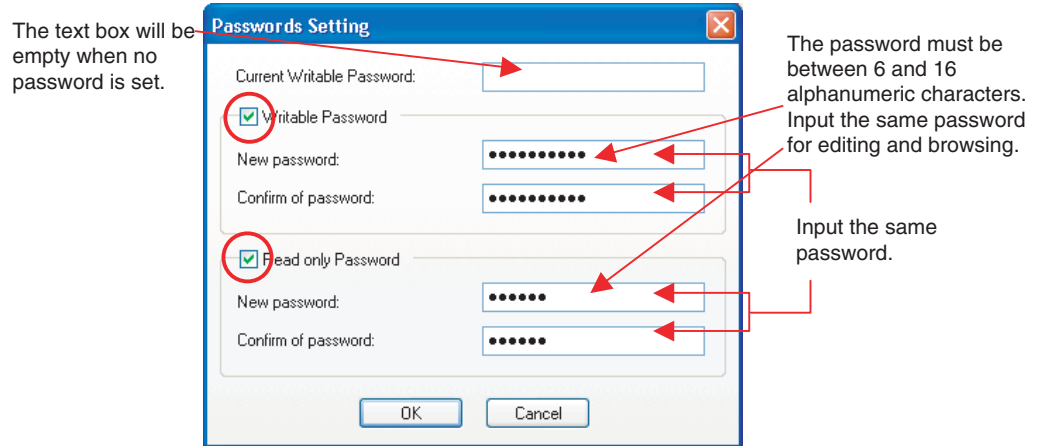 The text box will be
empty when no
password is set.
Passwords Setting
Current Writable Password:
Writable Password
New password:
Confirm of password:
Read only Password
New password:
Confirm of password:
OK
Cancel
The password must be
between 6 and 16
alphanumeric characters.
Input the same password
for editing and browsing.
Input the same
password.